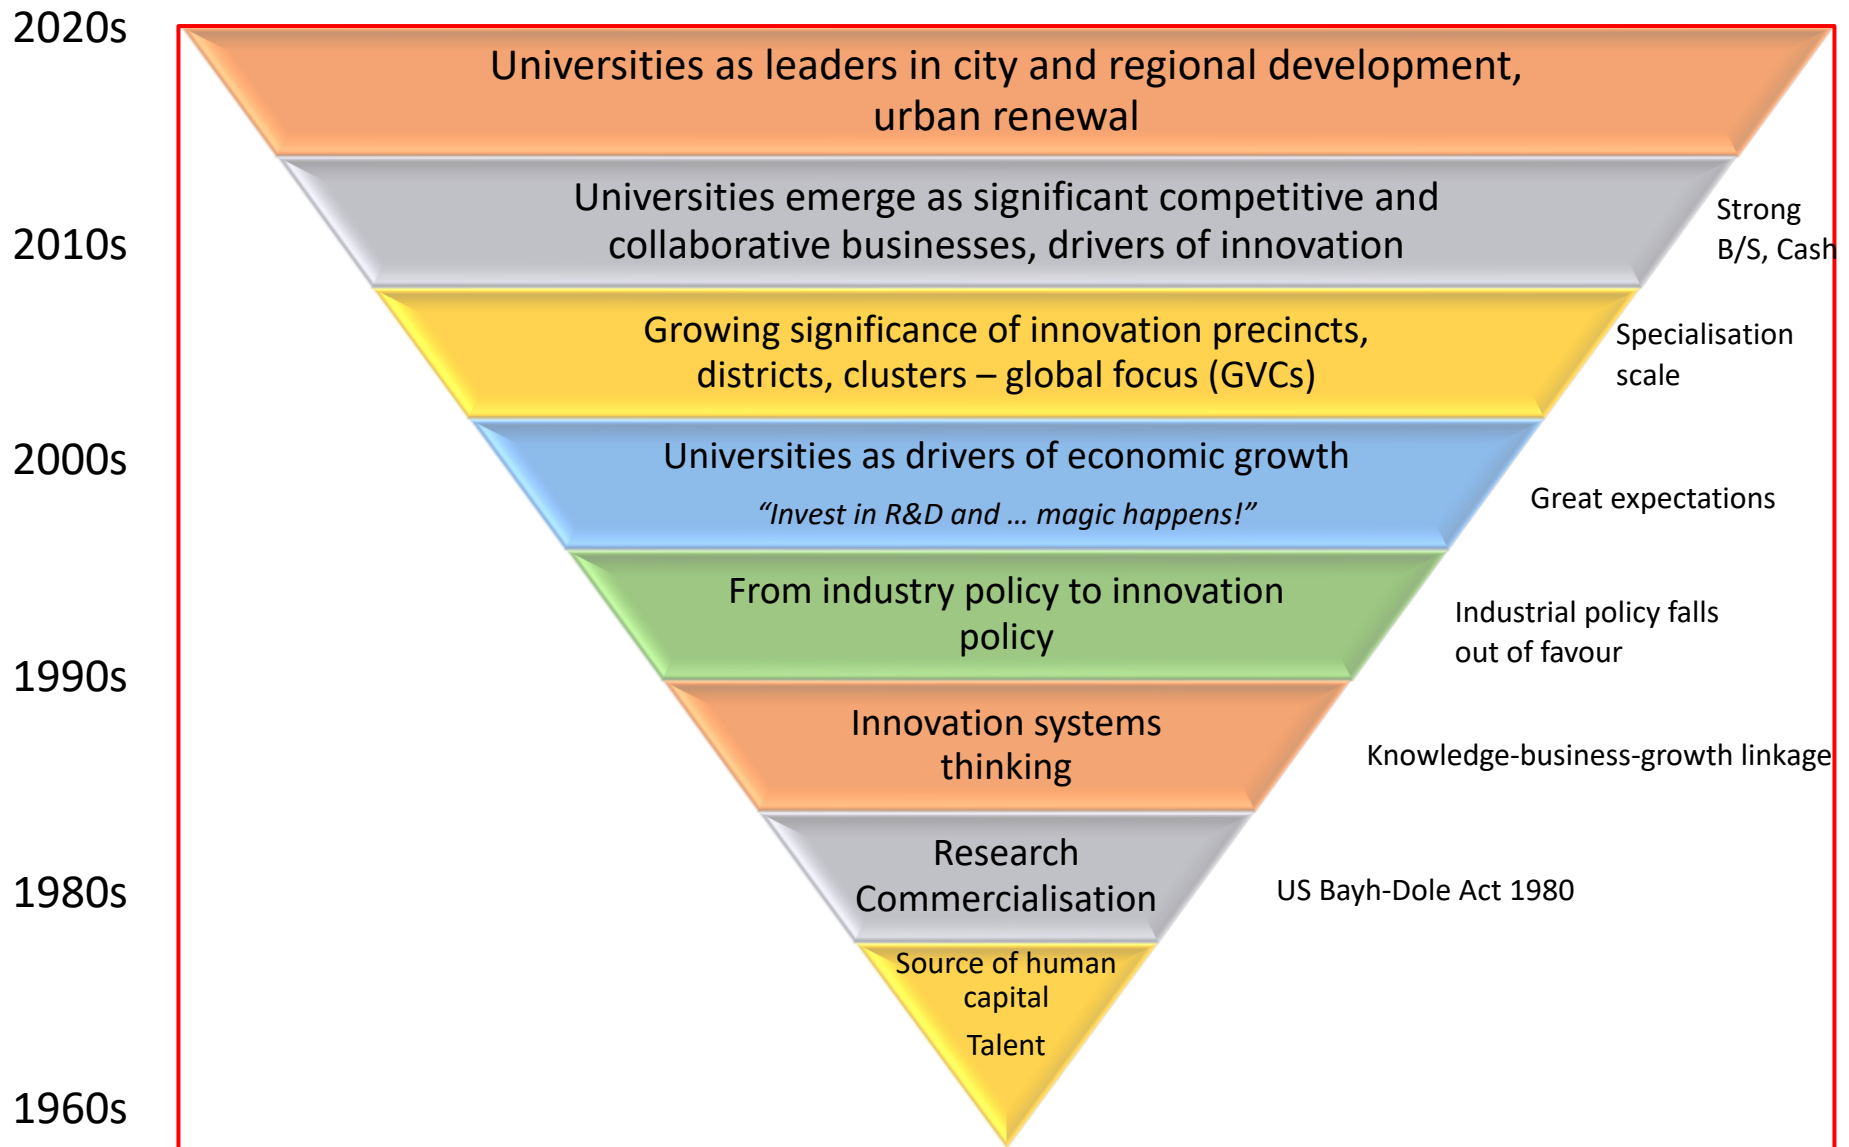 2020s
Universities as leaders in city and regional development,
urban renewal
2010s
Universities emerge as significant competitive and
collaborative businesses, drivers of innovation
Strong
B/S, Cash
Growing significance of innovation precincts,
districts, clusters – global focus (GVCs)
Specialisation
scale
2000s
Universities as drivers of economic growth
“Invest in R&D and ... magic happens!”
Great expectations
From industry policy to innovation
policy
Industrial policy falls
out of favour
1990s
Innovation systems
thinking
Knowledge-business-growth linkage
1980s
Research
Commercialisation
US Bayh-Dole Act 1980
Source of human
capital
Talent
1960s